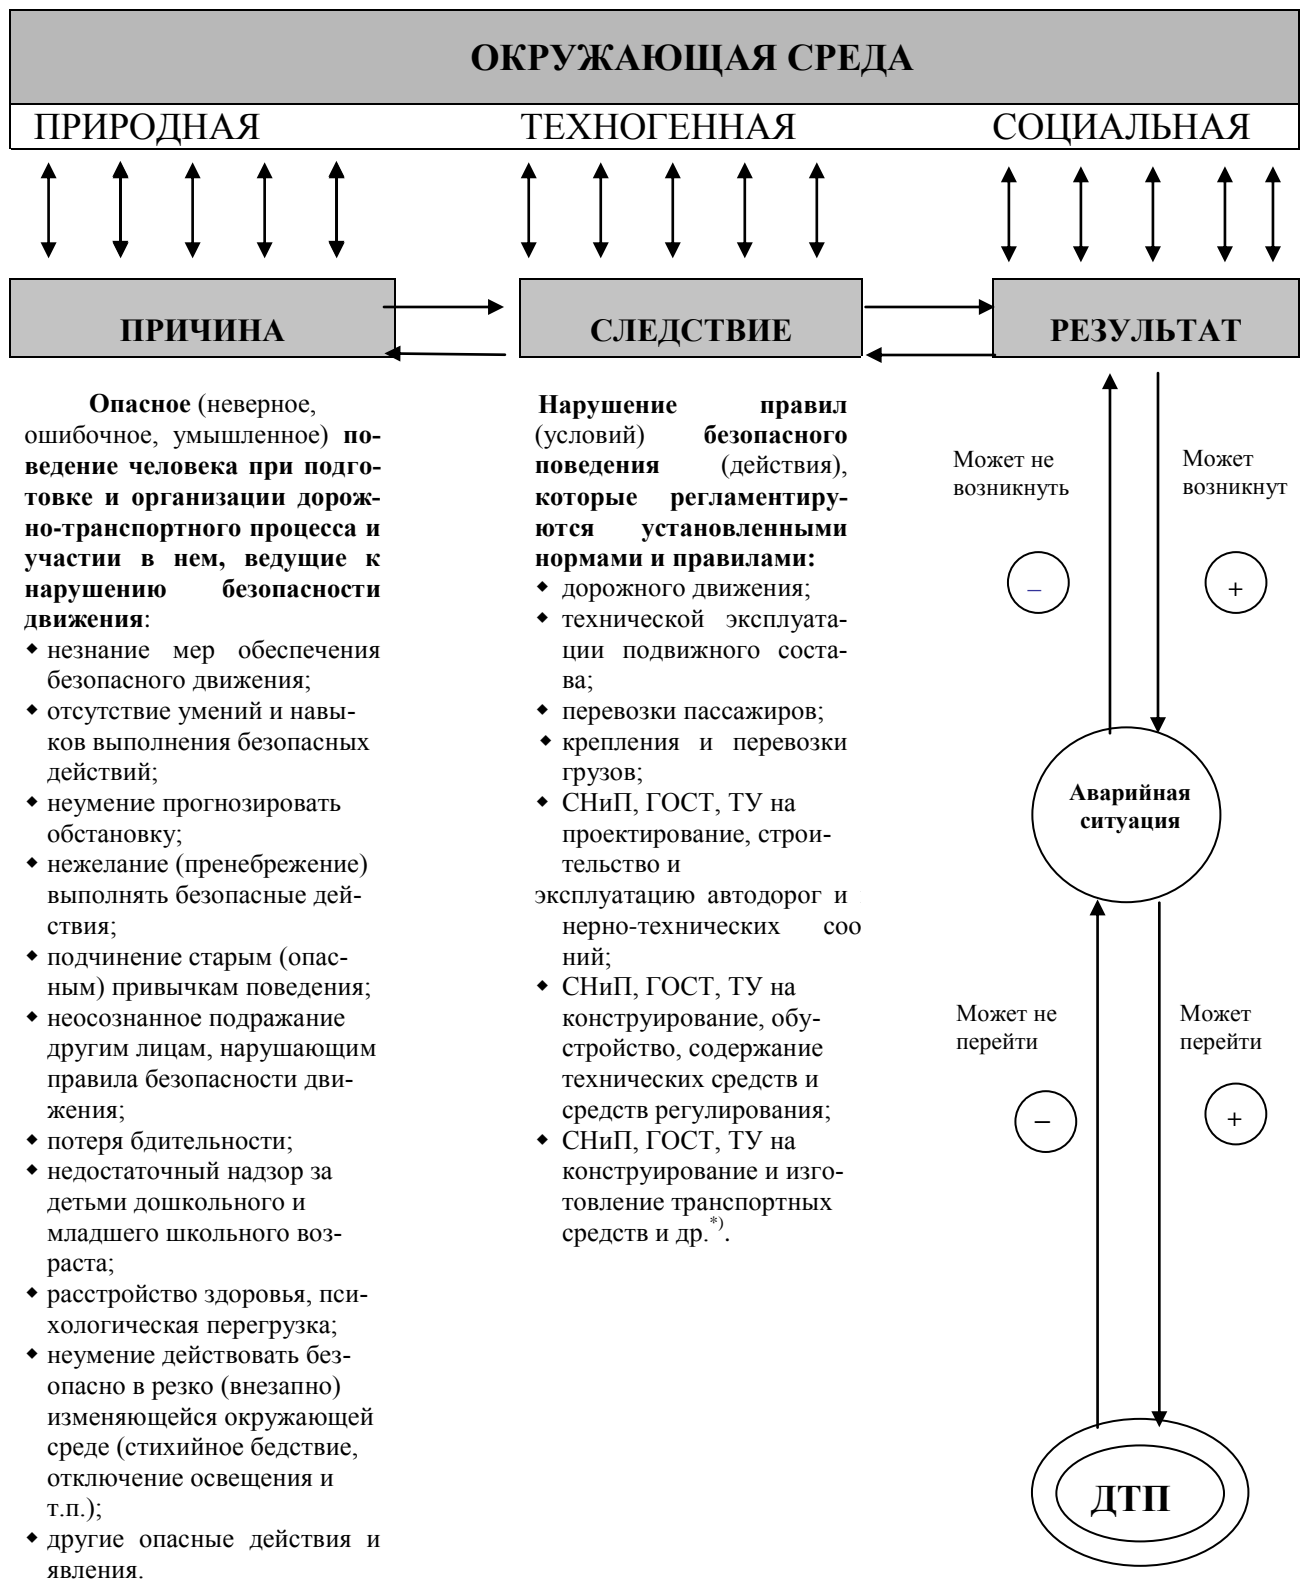 ОКРУЖАЮЩАЯ СРЕДА
ПРИРОДНАЯ ТЕХНОГЕННАЯ СОЦИАЛЬНАЯ
ПРИЧИНА
СЛЕДСТВИЕ
РЕЗУЛЬТАТ
Опасное (неверное,
ошибочное, умышленное) по-
ведение человека при подго-
товке и организации дорож-
но-транспортного процесса и
участии в нем, ведущие к
нарушению безопасности
движения:
незнание мер обеспечения
безопасного движения;
отсутствие умений и навы-
ков выполнения безопасных
действий;
неумение прогнозировать
обстановку;
нежелание (пренебрежение)
выполнять безопасные дей-
ствия;
подчинение старым (опас-
ным) привычкам поведения;
неосознанное подражание
другим лицам, нарушающим
правила безопасности дви-
жения;
потеря бдительности;
недостаточный надзор за
детьми дошкольного и
младшего школьного воз-
раста;
расстройство здоровья, пси-
хологическая перегрузка;
неумение действовать без-
опасно в резко (внезапно)
изменяющейся окружающей
среде (стихийное бедствие,
отключение освещения и
т.п.);
другие опасные действия и
явления.
Нарушение правил
(условий) безопасного
поведения (действия),
которые регламентиру-
ются установленными
нормами и правилами:
дорожного движения;
технической эксплуата-
ции подвижного соста-
ва;
перевозки пассажиров;
крепления и перевозки
грузов;
СНиП, ГОСТ, ТУ на
проектирование, строи-
тельство и
эксплуатацию автодорог и
нерно-технических соо
ний;
СНиП, ГОСТ, ТУ на
конструирование, обу-
стройство, содержание
технических средств и
средств регулирования;
СНиП, ГОСТ, ТУ на
конструирование и изго-
товление транспортных
средств и др.*).
Может не
возникнуть
Может
возникнут
–
+
Аварийная
ситуация
Может не
перейти
Может
перейти
–
+
ДТП